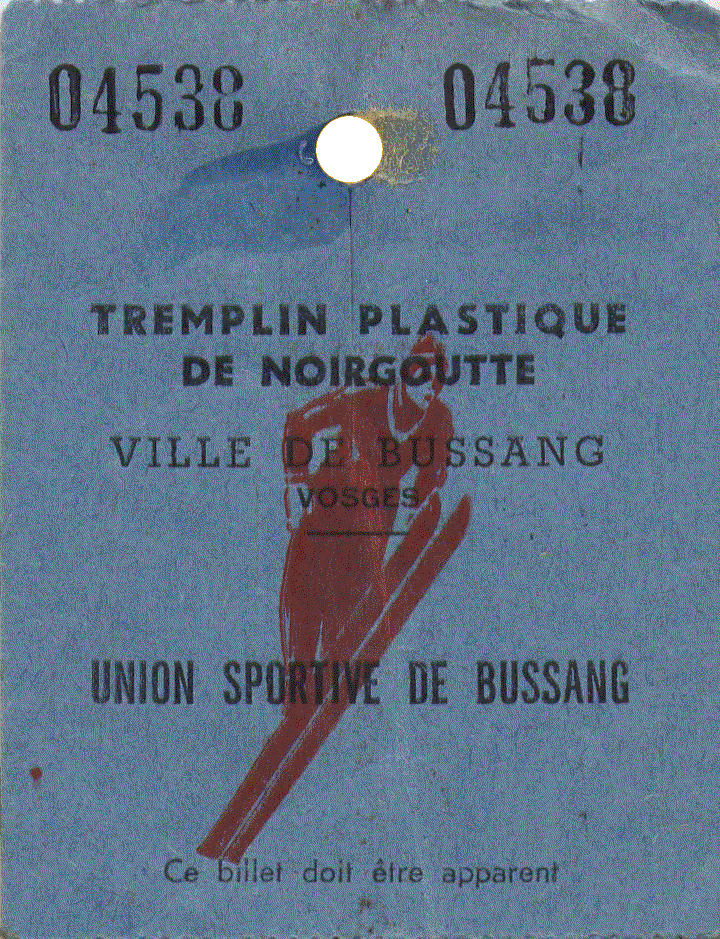 04538 04538
TREMPLIN PLASTIQUE
DE NOIRGOUTTE
VILLE DE BUSSANG
VOSGES
UNION SPORTIVE DE BUSSANG
Ce billet doit être apparent